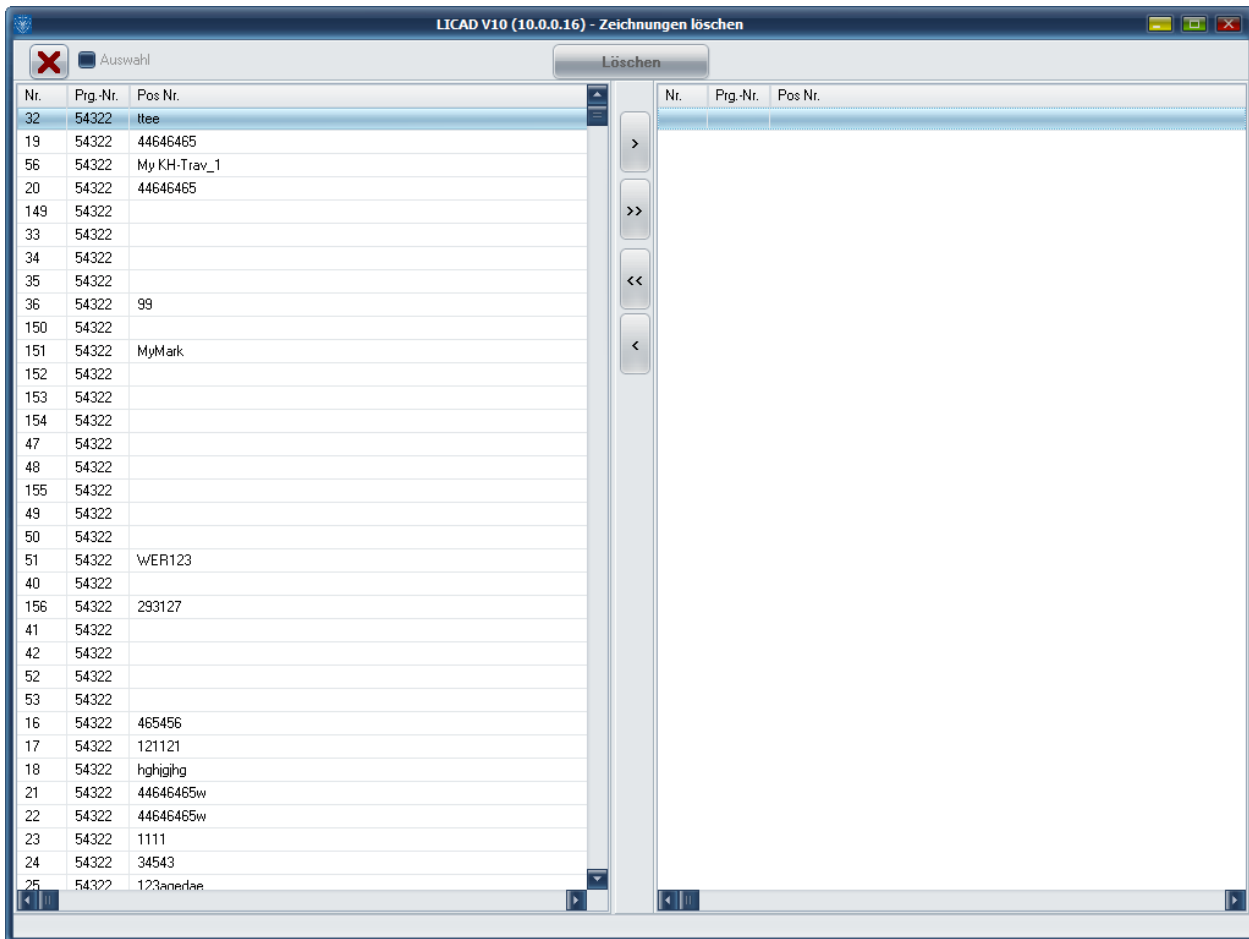 LICAD V10 (10.0.0.16) - Zeichnungen löschen
Auswahl
Löschen
Nr. Prg.-Nr. Pos Nr.
32 54322 ttee
19 54322 44646465
56 54322 My KH-Trav_1
20 54322 44646465
149 54322
33 54322
34 54322
35 54322
36 54322 99
150 54322
151 54322 MyMark
152 54322
153 54322
154 54322
47 54322
48 54322
155 54322
49 54322
50 54322
51 54322 WER123
40 54322
156 54322 293127
41 54322
42 54322
52 54322
53 54322
16 54322 465456
17 54322 121121
18 54322 hghjgjhg
21 54322 44646465w
22 54322 44646465w
23 54322 1111
24 54322 34543
25 54322 123agedae
>
>>
<<
<
Nr. Prg.-Nr. Pos Nr.